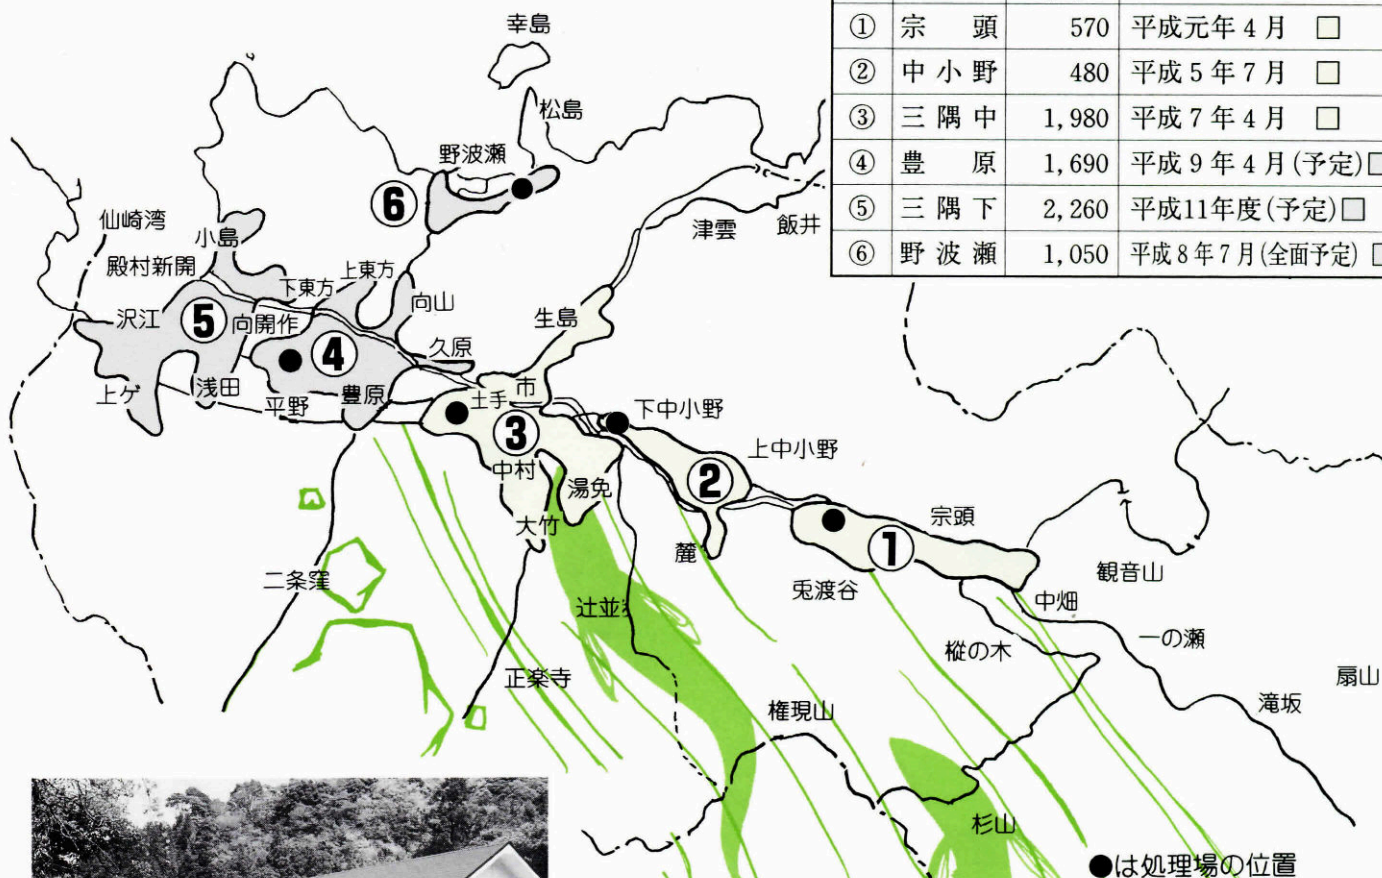 ① 宗頭 570 平成元年4月 □
② 中小野 480 平成5年7月 □
③ 三隅中 1,980 平成7年4月 □
④ 豊原 1,690 平成9年4月(予定) □
⑤ 三隅下 2,260 平成11年度(予定) □
⑥ 野波瀬 1,050 平成8年7月(全面予定) □
幸島
松島
野波瀬
⑥
仙崎湾
小島
津雲
飯井
殿村新開
下東方
上東方
向山
沢江
⑤
向開作
④
生島
久原
上ゲ
浅田
平野
豊原
土手
市
③
下中小野
上中小野
中村
湯免
②
大竹
麓
宗頭
①
二条窪
辻並
兎渡谷
観音山
中畑
樅の木
一の瀬
正楽寺
権現山
滝坂
扇山
杉山
●は処理場の位置